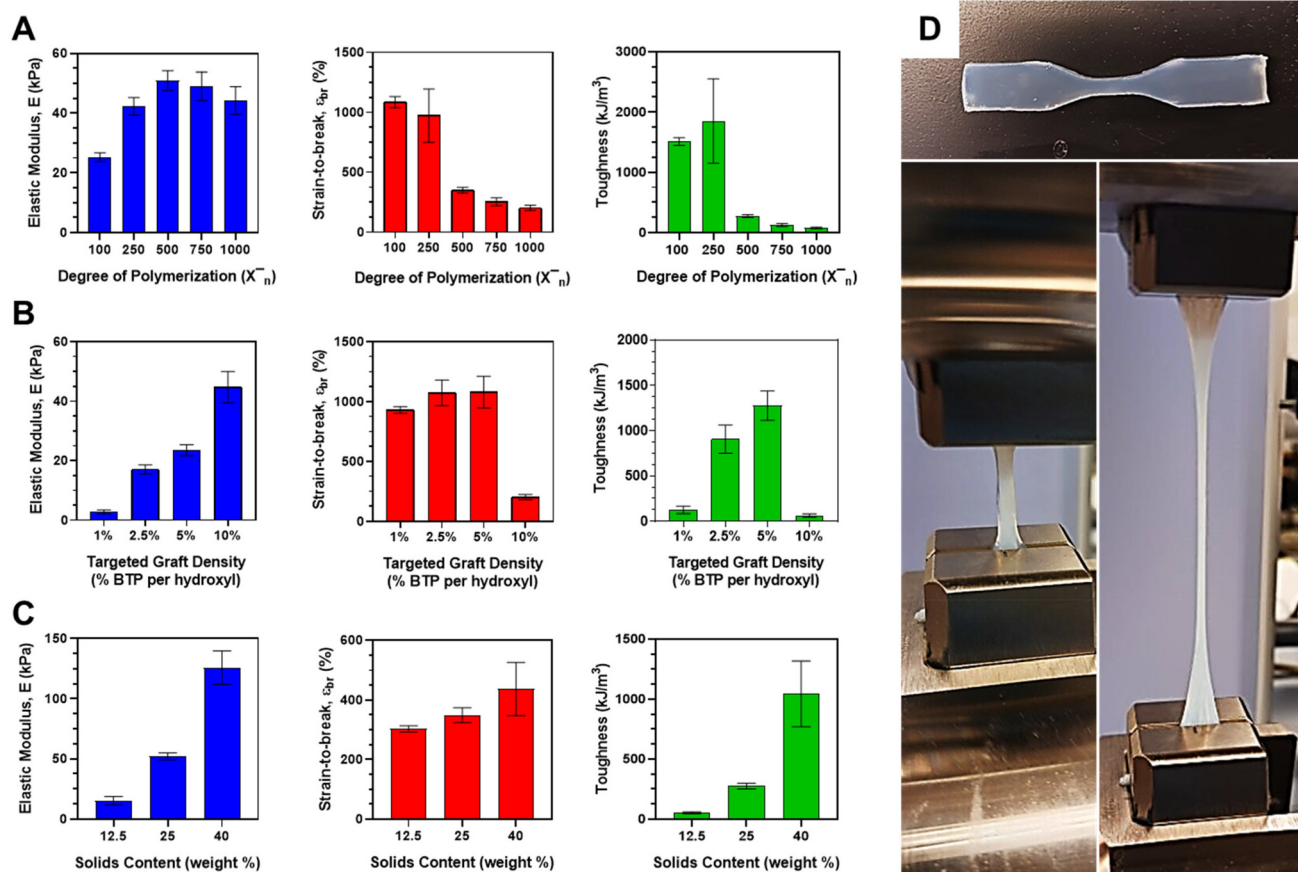 A
Elastic Modulus, E (kPa)
60
40
20
0
100 250 500 750 1000
Degree of Polymerization (X̅ₙ)
Strain-to-break, εbr (%)
1500
1000
500
0
100 250 500 750 1000
Degree of Polymerization (X̅ₙ)
Toughness (kJ/m³)
3000
2000
1000
0
100 250 500 750 1000
Degree of Polymerization (X̅ₙ)
B
Elastic Modulus, E (kPa)
60
40
20
0
1% 2.5% 5% 10%
Targeted Graft Density
(% BTP per hydroxyl)
Strain-to-break, εbr (%)
1500
1000
500
0
1% 2.5% 5% 10%
Targeted Graft Density
(% BTP per hydroxyl)
Toughness (kJ/m³)
2000
1500
1000
500
0
1% 2.5% 5% 10%
Targeted Graft Density
(% BTP per hydroxyl)
C
Elastic Modulus, E (kPa)
150
100
50
0
12.5 25 40
Solids Content (weight %)
Strain-to-break, εbr (%)
600
400
200
0
12.5 25 40
Solids Content (weight %)
Toughness (kJ/m³)
1500
1000
500
0
12.5 25 40
Solids Content (weight %)
D